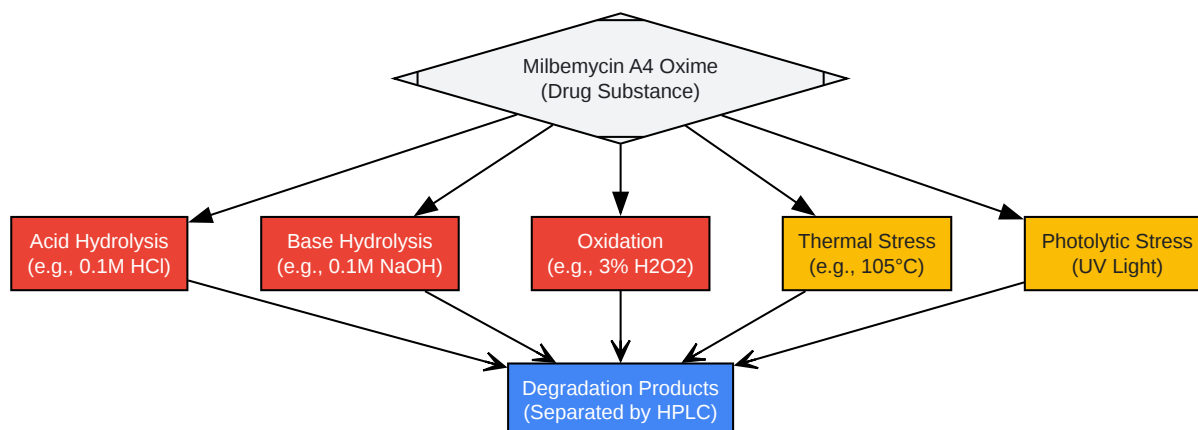 Milbemycin A4 Oxime
(Drug Substance)
Acid Hydrolysis
(e.g., 0.1M HCl)
Base Hydrolysis
(e.g., 0.1M NaOH)
Oxidation
(e.g., 3% H2O2)
Thermal Stress
(e.g., 105°C)
Photolytic Stress
(UV Light)
Degradation Products
(Separated by HPLC)